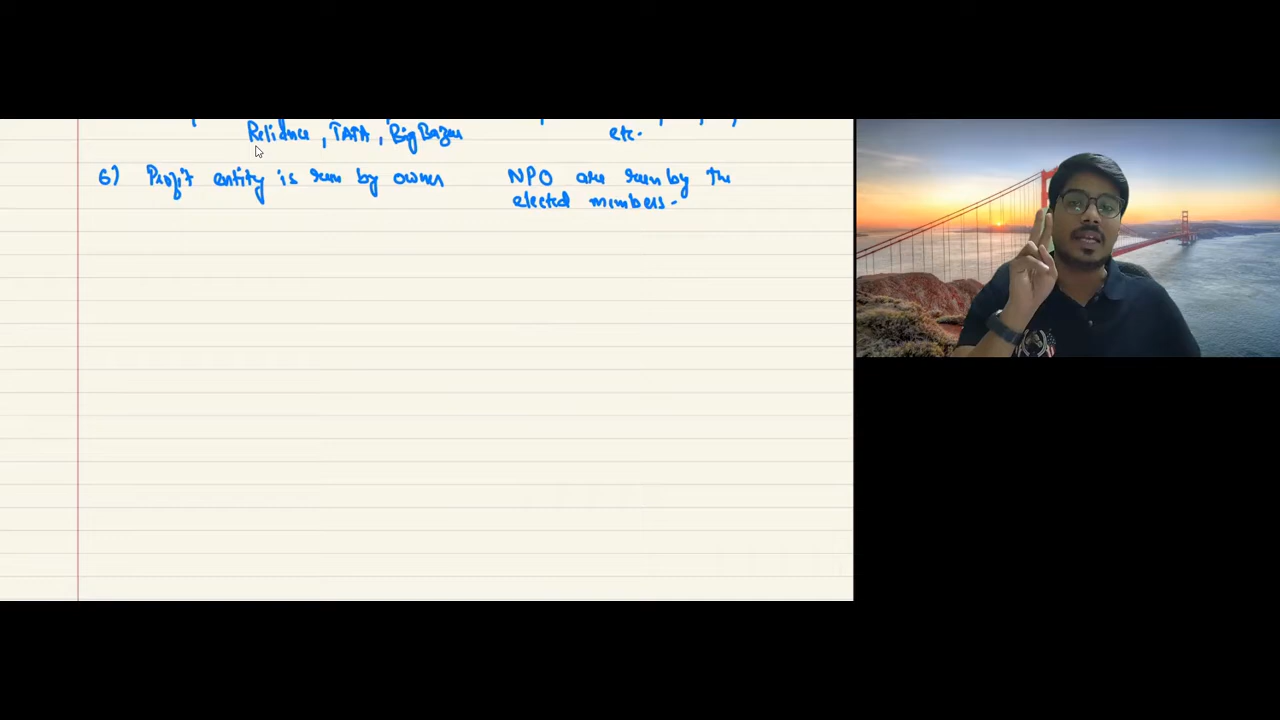 Reliance, TATA, Big Bazar
etc.
6) Profit entity is run by owner
NPO are run by the
elected members.